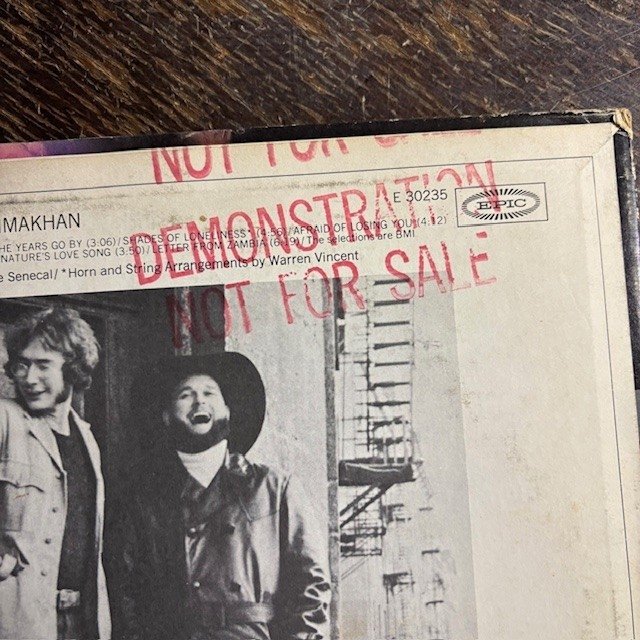 NOT FOR SALE
MAKHAN
E 30235
EPIC
DEMONSTRATION
HE YEARS GO BY (3:06)/SHADES OF LONELINESS* (4:56)/AFRAID OF LOSING YOU (4:12)
NATURE'S LOVE SONG (3:50)/LETTER FROM ZAMBIA (6:19)/The selections are BMI.
e Senecal/*Horn and String Arrangements by Warren Vincent
NOT FOR SALE